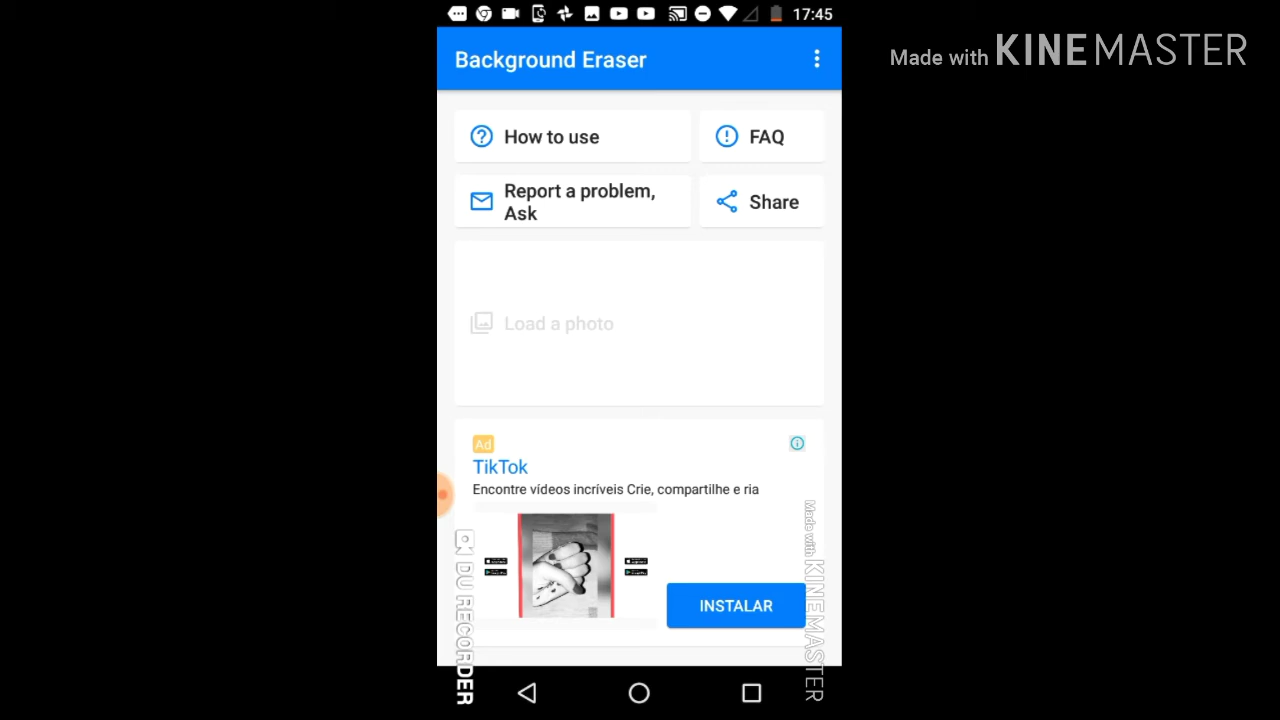 17:45
Made with KINEMASTER
Background Eraser
How to use
FAQ
Report a problem,
Ask
Share
Load a photo
Ad
TikTok
Encontre vídeos incríveis Crie, compartilhe e ria
INSTALAR
DU RECORDER
Made with KINEMASTER